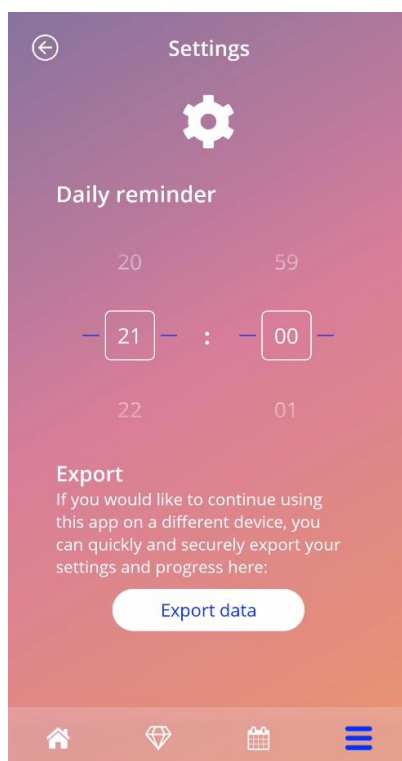 Settings
Daily reminder
20 59
21 : 00
22 01
Export
If you would like to continue using
this app on a different device, you
can quickly and securely export your
settings and progress here:
Export data